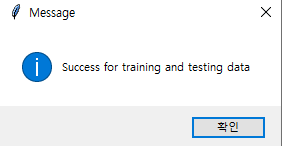 Message
Success for training and testing data
확인